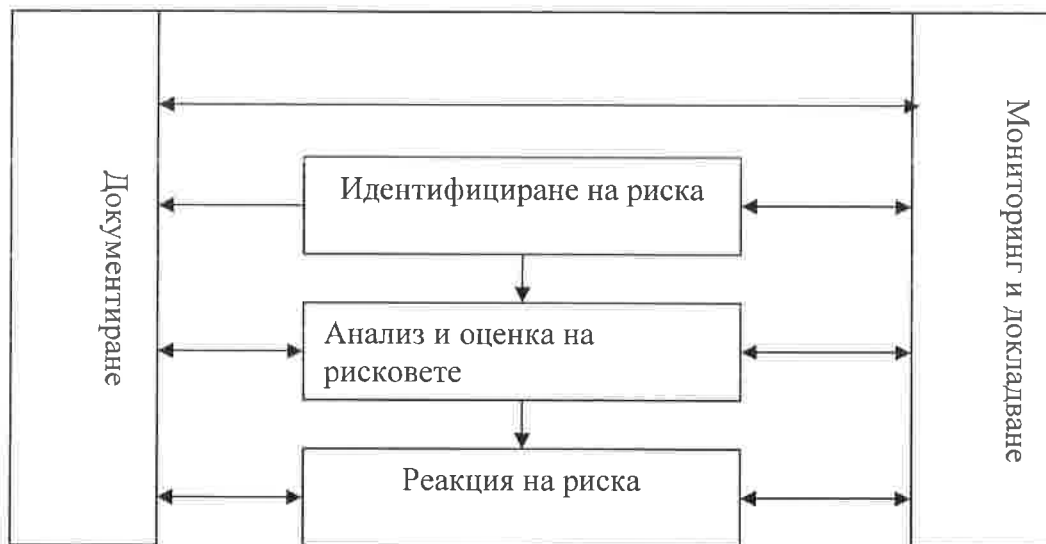 Документиране
Идентифициране на риска
Анализ и оценка на
рисковете
Реакция на риска
Мониторинг и докладване